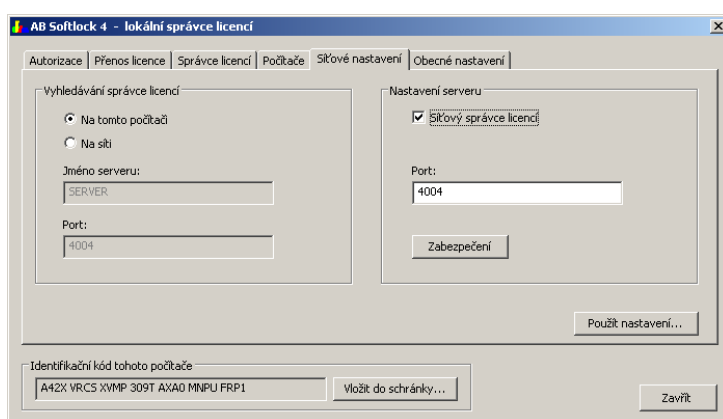 AB Softlock 4 - lokální správce licencí
Autorizace Přenos licence Správce licencí Počítače Síťové nastavení Obecné nastavení
Vyhledávání správce licencí
Na tomto počítači
Na síti
Jméno serveru:
SERVER
Port:
4004
Nastavení serveru
Síťový správce licencí
Port:
4004
Zabezpečení
Použít nastavení...
Identifikační kód tohoto počítače
A42X VRCS XVMP 309T AXA0 MNPU FRP1
Vložit do schránky...
Zavřít